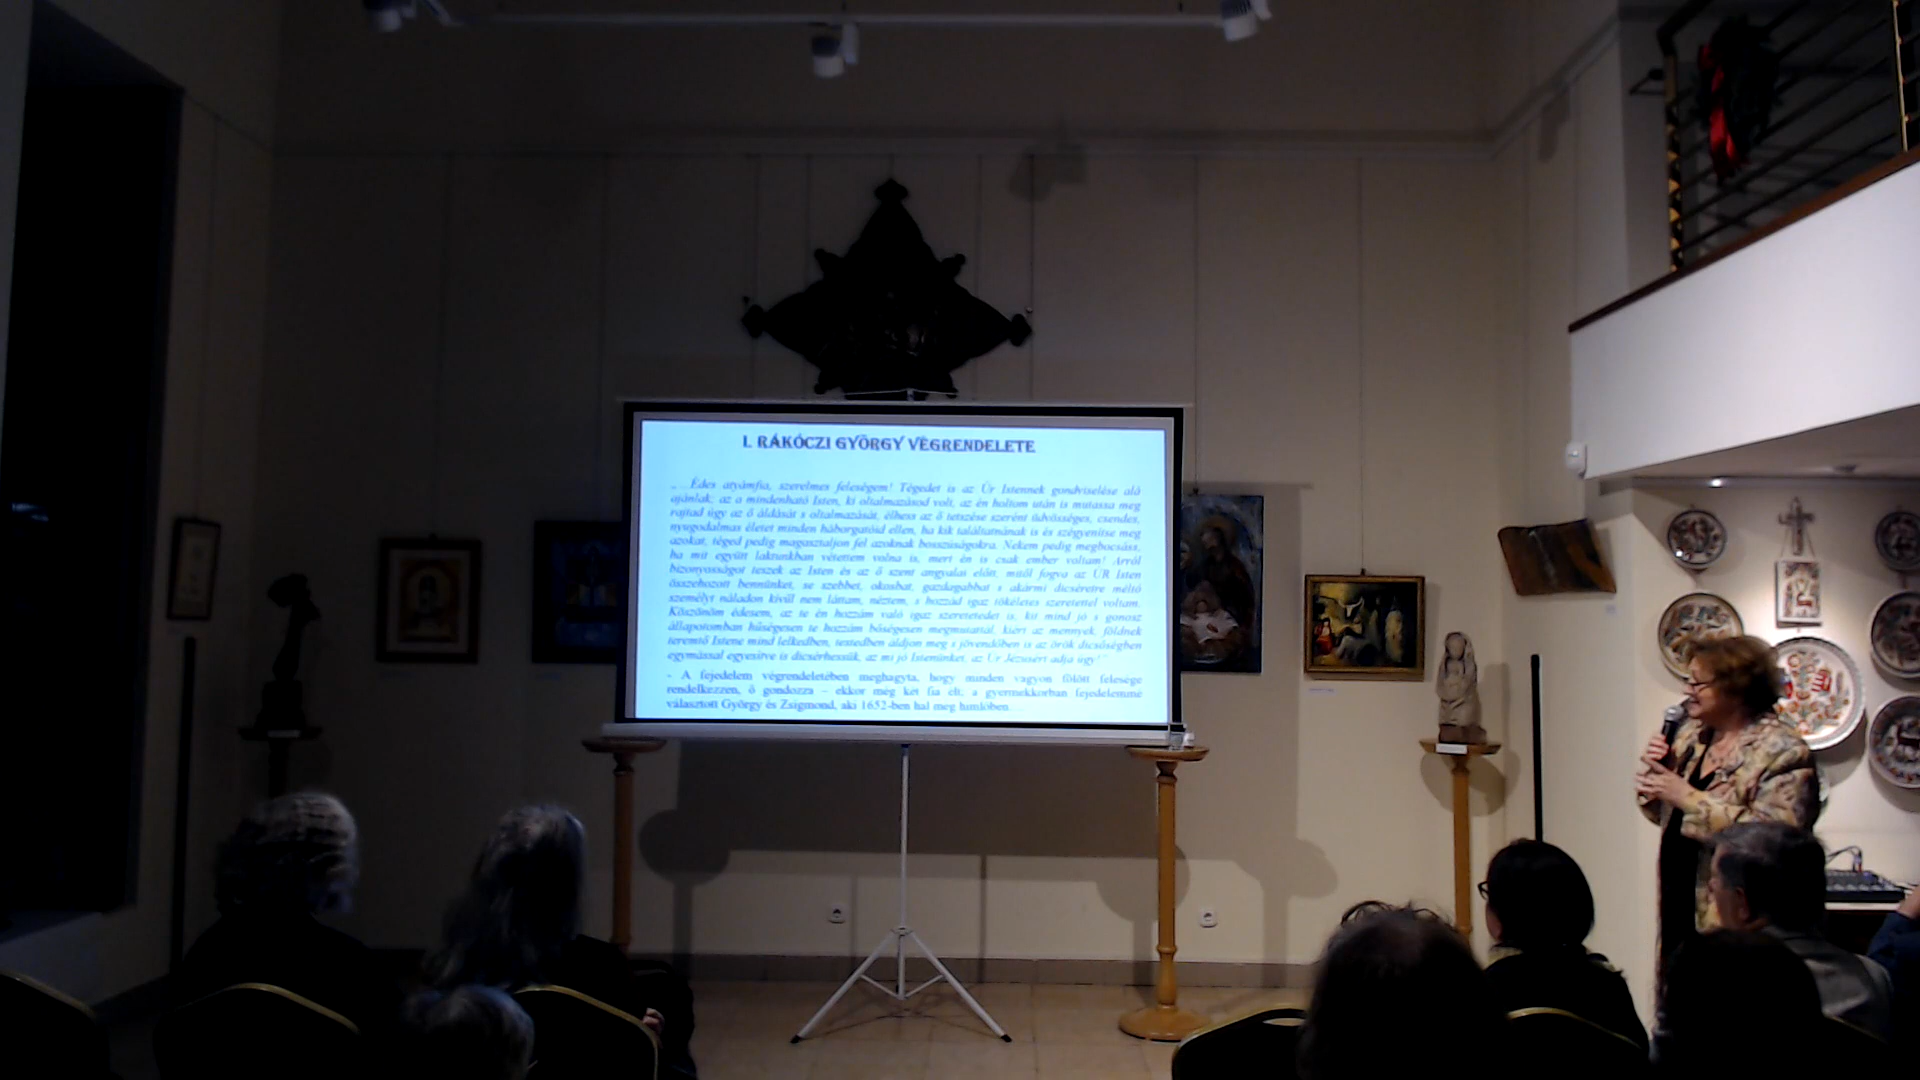 I. RÁKÓCZI GYÖRGY VÉGRENDELETE
„…Édes atyámfia, szerelmes feleségem! Tégedet is az Úr Istennek gondviselése alá
ajánlak; az a mindenható Isten, ki oltalmazásod volt, az én holtom után is mutassa meg
rajtad úgy az ő áldását s oltalmazását, élhess az ő tetszése szerént üdvösséges, csendes,
nyugodalmas életet minden háborgatóid ellen, ha kik találtatnának is és szégyenítse meg
azokat, téged pedig magasztaljon fel azoknak bosszúságokra. Nekem pedig megbocsáss,
ha mit együtt laktunkban vétettem volna is, mert én is csak ember voltam! Arról
bizonyosságot teszek az Isten és az ő szent angyalai előtt, mitől fogva az ÚR Isten
összehozott bennünket, se szebbet, okosbat, gazdagabbat s akármi dicséretre méltó
személyt náladon kívül nem láttam, néztem, s hozzád igaz tökéletes szeretettel voltam.
Köszönöm édesem, az te én hozzám való igaz szeretetedet is, kit mind jó s gonosz
állapotomban hűségesen te hozzám bőségesen megmutattál, kiért az mennyek, földnek
teremtő Istene mind lelkedben, testedben áldjon meg s jövendőben is az örök dicsőségben
egymással egyesítve is dicsérhessük, az mi jó Istenünket, az Úr Jézusért adja úgy!”
- A fejedelem végrendeletében meghagyta, hogy minden vagyon fölött felesége
rendelkezzen, ő gondozza – ekkor még két fia élt: a gyermekkorban fejedelemmé
választott György és Zsigmond, aki 1652-ben hal meg himlőben…